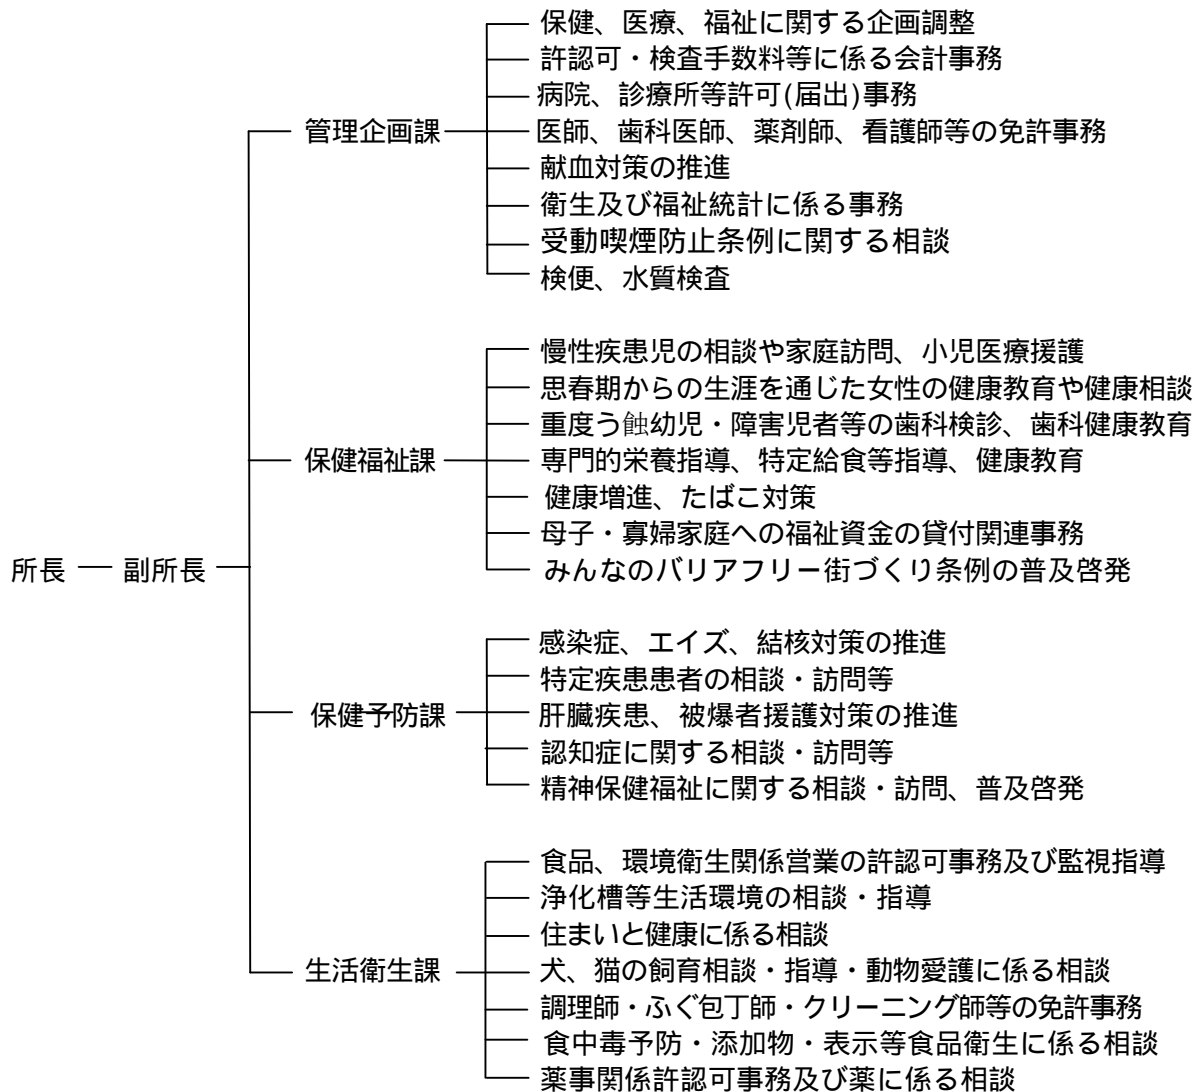 保健、医療、福祉に関する企画調整
許認可・検査手数料等に係る会計事務
病院、診療所等許可(届出)事務
管理企画課
医師、歯科医師、薬剤師、看護師等の免許事務
献血対策の推進
衛生及び福祉統計に係る事務
受動喫煙防止条例に関する相談
検便、水質検査
慢性疾患児の相談や家庭訪問、小児医療援護
思春期からの生涯を通じた女性の健康教育や健康相談
重度う蝕幼児・障害児者等の歯科検診、歯科健康教育
保健福祉課
専門的栄養指導、特定給食等指導、健康教育
健康増進、たばこ対策
母子・寡婦家庭への福祉資金の貸付関連事務
所長 副所長
みんなのバリアフリー街づくり条例の普及啓発
感染症、エイズ、結核対策の推進
特定疾患患者の相談・訪問等
保健予防課
肝臓疾患、被爆者援護対策の推進
認知症に関する相談・訪問等
精神保健福祉に関する相談・訪問、普及啓発
食品、環境衛生関係営業の許認可事務及び監視指導
浄化槽等生活環境の相談・指導
住まいと健康に係る相談
生活衛生課
犬、猫の飼育相談・指導・動物愛護に係る相談
調理師・ふぐ包丁師・クリーニング師等の免許事務
食中毒予防・添加物・表示等食品衛生に係る相談
薬事関係許認可事務及び薬に係る相談